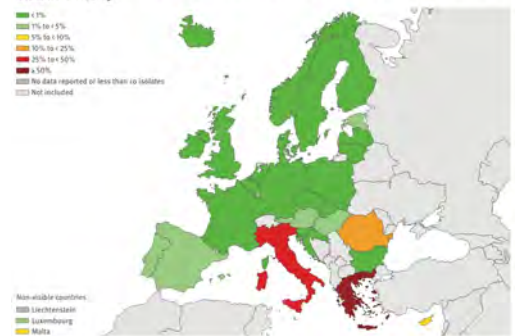 < 1%
1% to < 5%
5% to < 10%
10% to < 25%
25% to < 50%
≥ 50%
No data reported or less than 10 isolates
Not included
Non-visible countries
Liechtenstein
Luxembourg
Malta